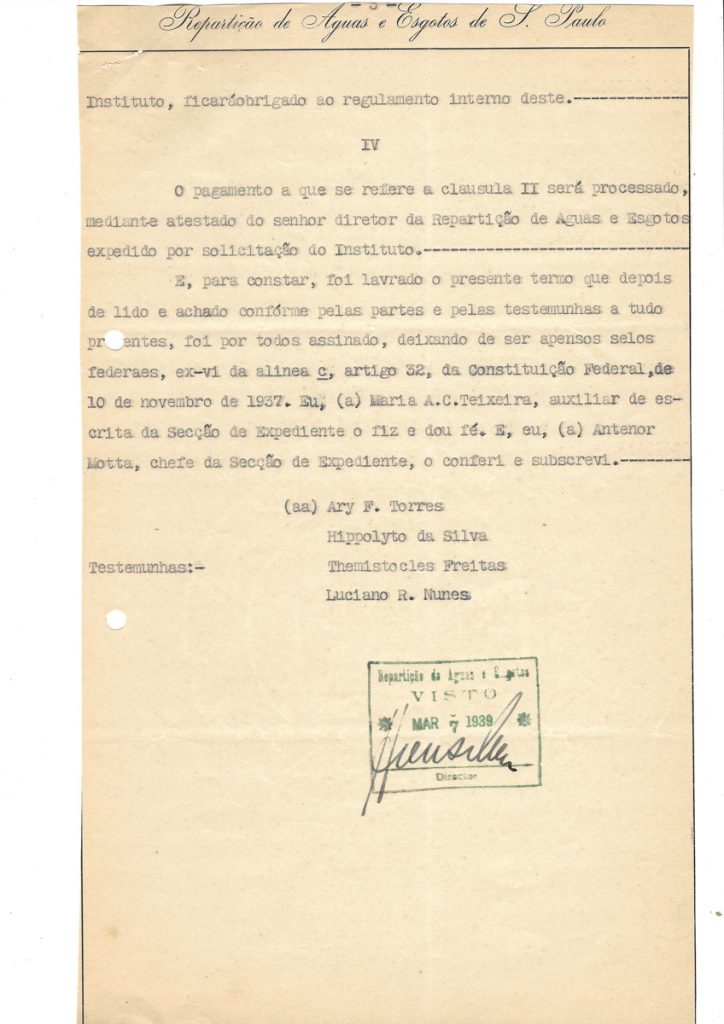 - 3 -
Repartição de Aguas e Esgotos de S. Paulo
Instituto, ficaráobrigado ao regulamento interno deste.-------------
IV
O pagamento a que se refere a clausula II será processado,
mediante atestado do senhor diretor da Repartição de Aguas e Esgotos
expedido por solicitação do Instituto.------------------------------
E, para constar, foi lavrado o presente termo que depois
de lido e achado confórme pelas partes e pelas testemunhas a tudo
pr entes, foi por todos assinado, deixando de ser apensos selos
federaes, ex-vi da alinea c, artigo 32, da Constituição Federal,de
10 de novembro de 1937. Eu, (a) Maria A.C.Teixeira, auxiliar de es-
crita da Secção de Expediente o fiz e dou fé. E, eu, (a) Antenor
Motta, chefe da Secção de Expediente, o conferi e subscrevi.--------
(aa) Ary F. Torres
Hippolyto da Silva
Testemunhas:- Themistocles Freitas
Luciano R. Nunes
Repartição de Aguas e Esgotos
VISTO
MAR 7 1939
Director